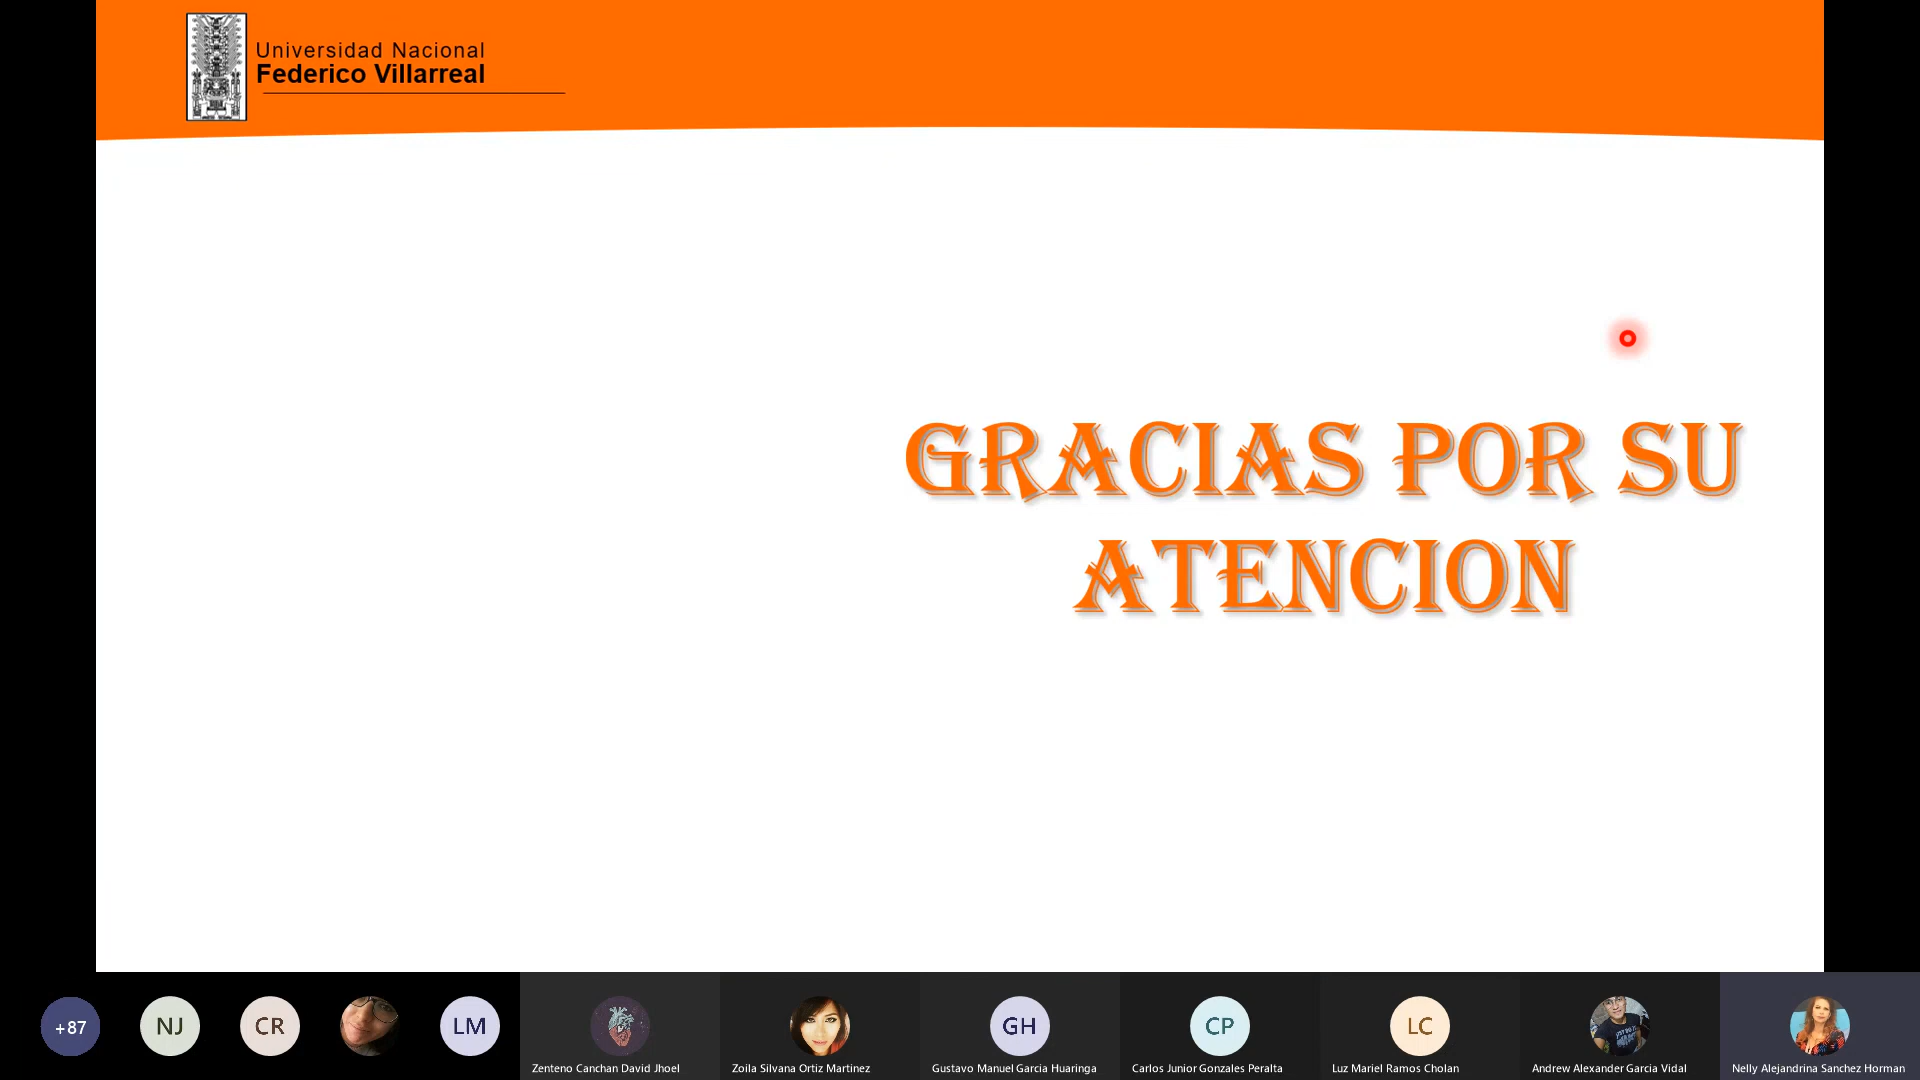 Universidad Nacional
Federico Villarreal
GRACIAS POR SU
ATENCION
+87
NJ
CR
LM
GH
CP
LC
Zenteno Canchan David Jhoel
Zoila Silvana Ortiz Martinez
Gustavo Manuel Garcia Huaringa
Carlos Junior Gonzales Peralta
Luz Mariel Ramos Cholan
Andrew Alexander Garcia Vidal
Nelly Alejandrina Sanchez Horman